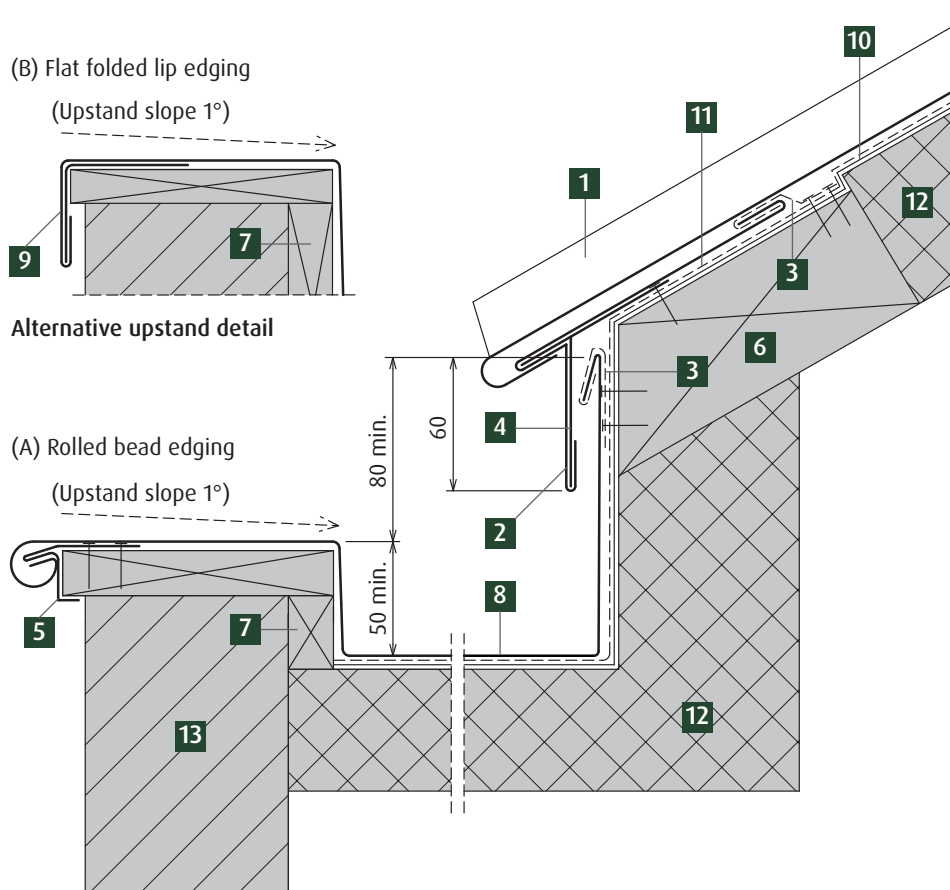 10
(B) Flat folded lip edging
(Upstand slope 1°)
11
1
12
7
9
3
Alternative upstand detail
6
3
80 min.
60
4
(A) Rolled bead edging
(Upstand slope 1°)
2
50 min.
8
5
7
12
13